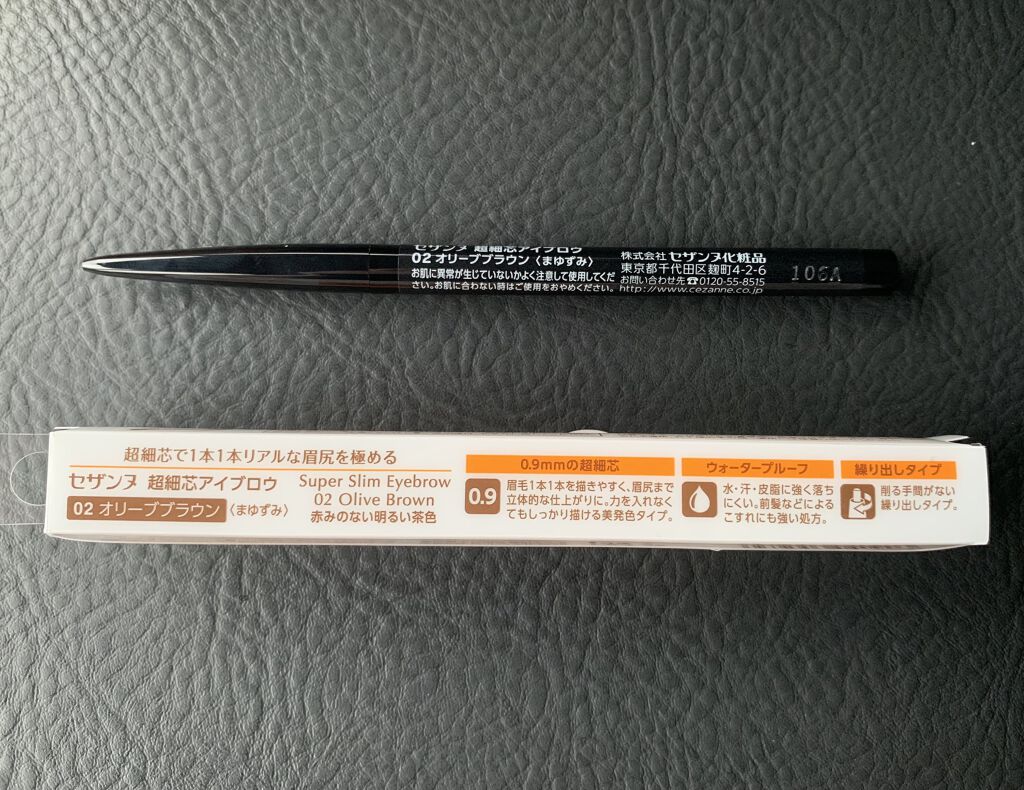 セザンヌ 超細芯アイブロウ
02 オリーブブラウン〈まゆずみ〉
お肌に異常が生じていないかよく注意して使用してくだ
さい。お肌に合わない時はご使用をおやめください。
株式会社 セザンヌ化粧品
東京都千代田区麹町4-2-6
お問い合わせ先☎0120-55-8515
http://www.cezanne.co.jp
106A
超細芯で1本1本リアルな眉尻を極める
セザンヌ 超細芯アイブロウ
02 オリーブブラウン〈まゆずみ〉
Super Slim Eyebrow
02 Olive Brown
赤みのない明るい茶色
0.9mmの超細芯
0.9
眉毛1本1本を描きやすく、眉尻まで
立体的な仕上がりに。力を入れなく
てもしっかり描ける美発色タイプ。
ウォータープルーフ
水・汗・皮脂に強く落ち
にくい。前髪などによる
こすれにも強い処方。
繰り出しタイプ
削る手間がない
繰り出しタイプ。